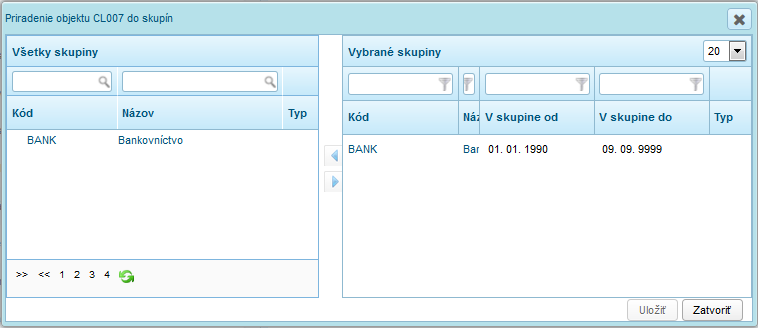 Priradenie objektu CL007 do skupín
Všetky skupiny
Kód Názov Typ
BANK Bankovníctvo
>> << 1 2 3 4
Vybrané skupiny 20
Kód Náz V skupine od V skupine do Typ
BANK Ban 01. 01. 1990 09. 09. 9999
Uložiť Zatvoriť